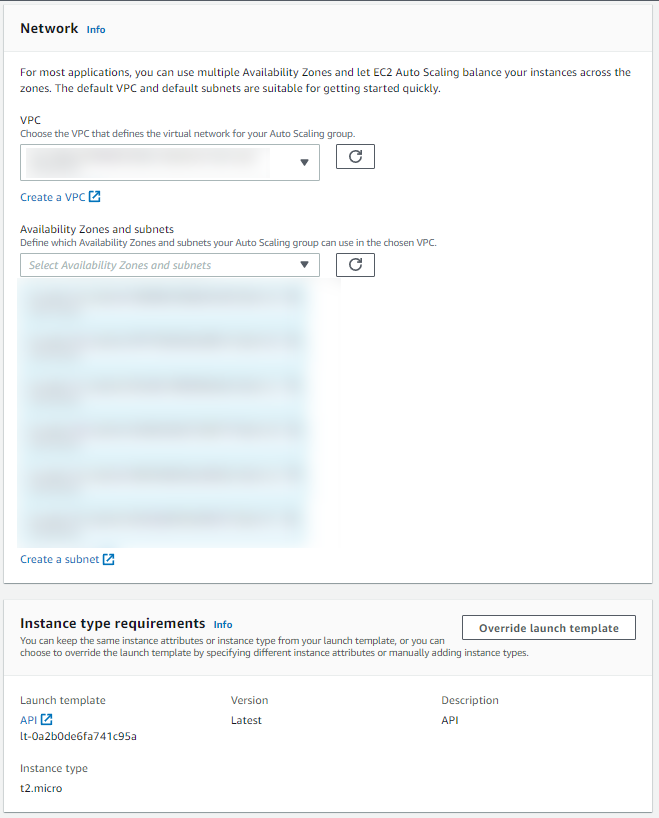 Network Info
For most applications, you can use multiple Availability Zones and let EC2 Auto Scaling balance your instances across the
zones. The default VPC and default subnets are suitable for getting started quickly.
VPC
Choose the VPC that defines the virtual network for your Auto Scaling group.
Create a VPC
Availability Zones and subnets
Define which Availability Zones and subnets your Auto Scaling group can use in the chosen VPC.
Select Availability Zones and subnets
Create a subnet
Instance type requirements Info
Override launch template
You can keep the same instance attributes or instance type from your launch template, or you can
choose to override the launch template by specifying different instance attributes or manually adding instance types.
Launch template Version Description
API Latest API
lt-0a2b0de6fa741c95a
Instance type
t2.micro